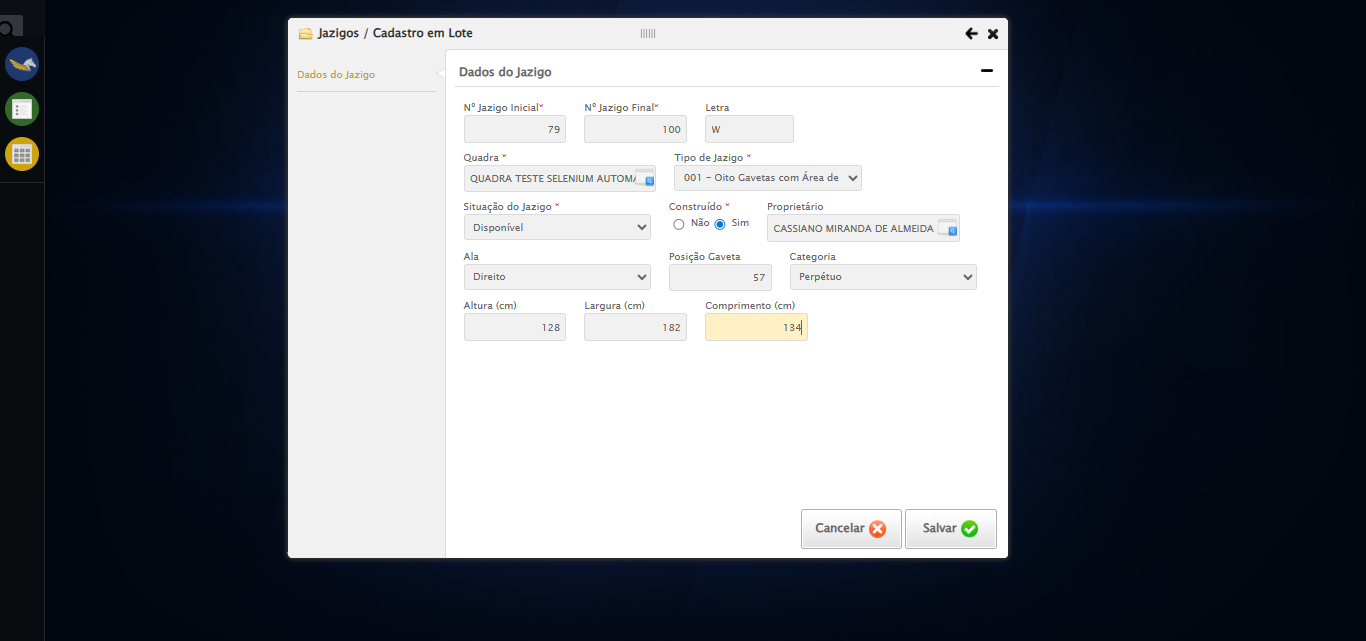 Jazigos / Cadastro em Lote
Dados do Jazigo
Dados do Jazigo
Nº Jazigo Inicial* Nº Jazigo Final* Letra
79 100 W
Quadra * Tipo de Jazigo *
QUADRA TESTE SELENIUM AUTOMA 001 - Oito Gavetas com Área de
Situação do Jazigo * Construído * Proprietário
Disponível Não Sim CASSIANO MIRANDA DE ALMEIDA
Ala Posição Gaveta Categoria
Direito 57 Perpétuo
Altura (cm) Largura (cm) Comprimento (cm)
128 182 134
Cancelar Salvar